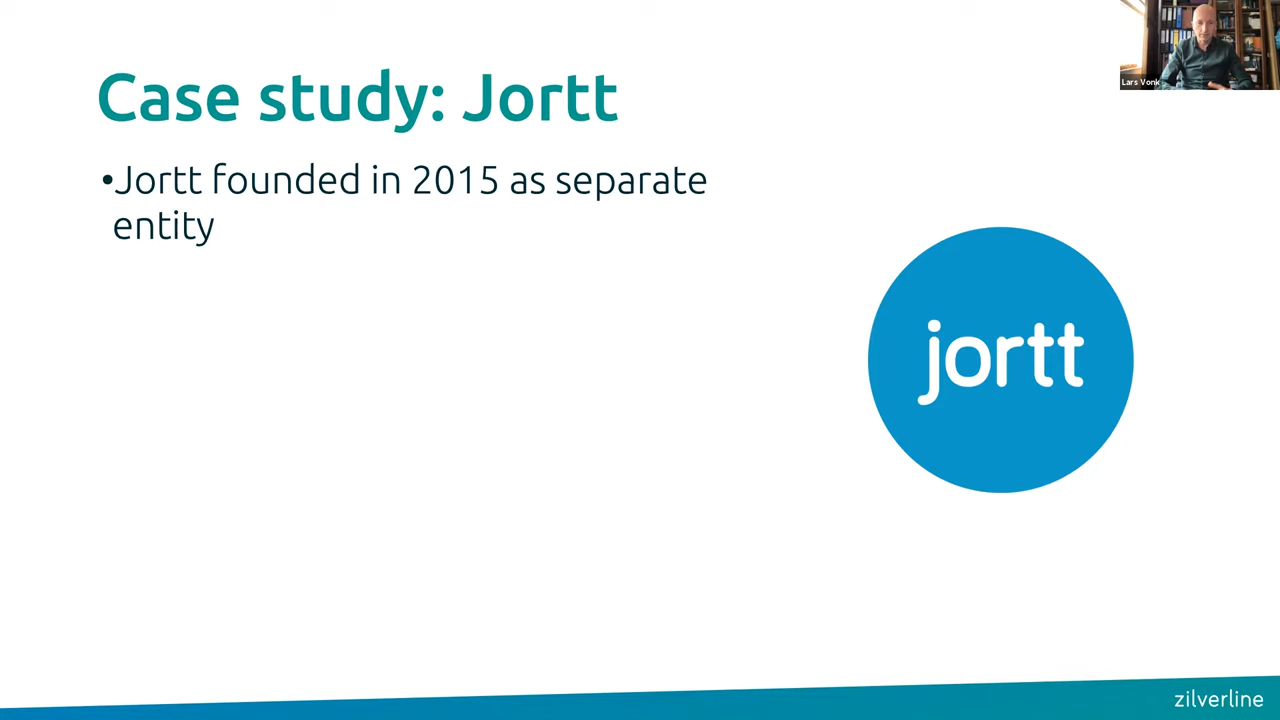 Lars Vonk
Case study: Jortt
•Jortt founded in 2015 as separate
entity
jortt
zilverline